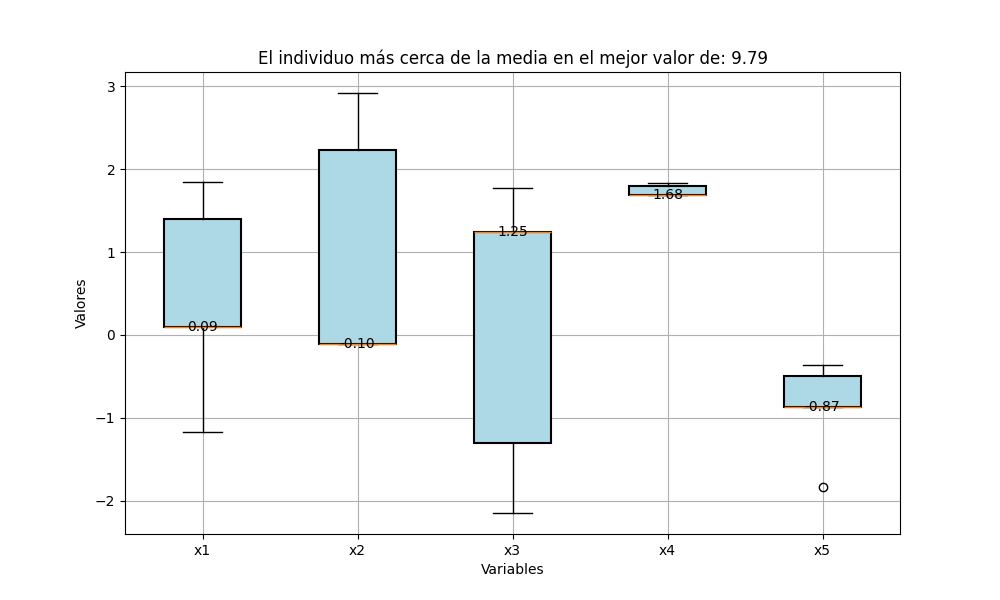 El individuo más cerca de la media en el mejor valor de: 9.79
Valores
3
2
1
0
−1
−2
0.09
-0.10
1.25
1.68
-0.87
x1
x2
x3
x4
x5
Variables